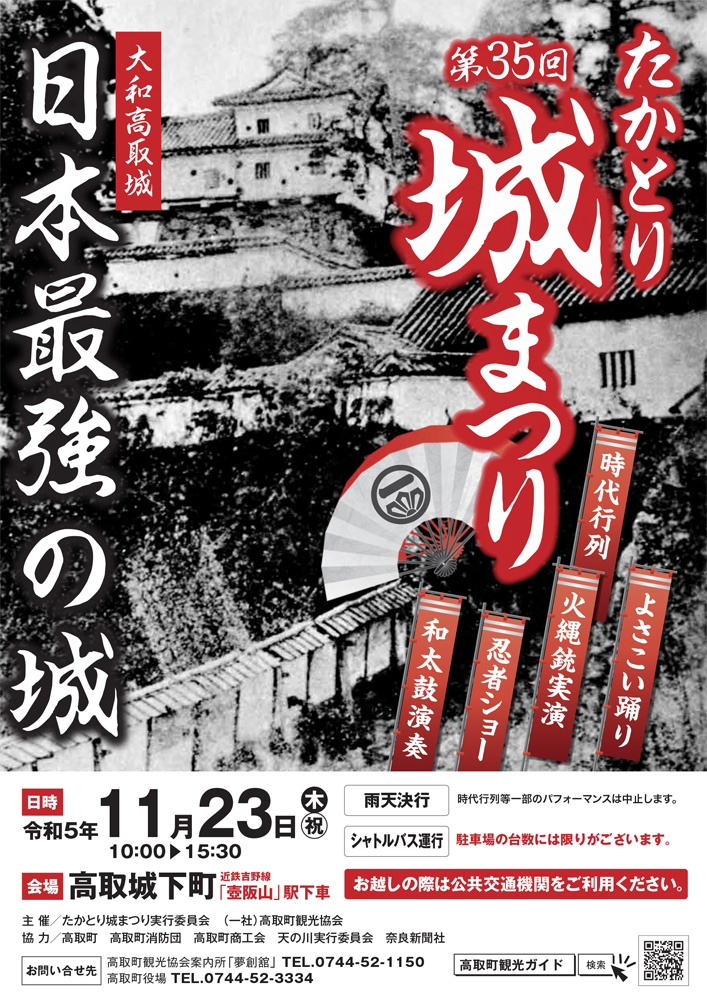 第35回
たかとり
城まつり
大和高取城
日本最強の城
時代行列
よさこい踊り
火縄銃実演
忍者ショー
和太鼓演奏
日時
令和5年11月23日 木 祝
10:00▶15:30
雨天決行
時代行列等一部のパフォーマンスは中止します。
シャトルバス運行
駐車場の台数には限りがございます。
会場
高取城下町
近鉄吉野線
「壺阪山」駅下車
お越しの際は公共交通機関をご利用ください。
主 催／たかとり城まつり実行委員会 (一社)高取町観光協会
協 力／高取町 高取町消防団 高取町商工会 天の川実行委員会 奈良新聞社
お問い合せ先
高取町観光協会案内所「夢創舘」 TEL.0744-52-1150
高取町役場 TEL.0744-52-3334
高取町観光ガイド 検索